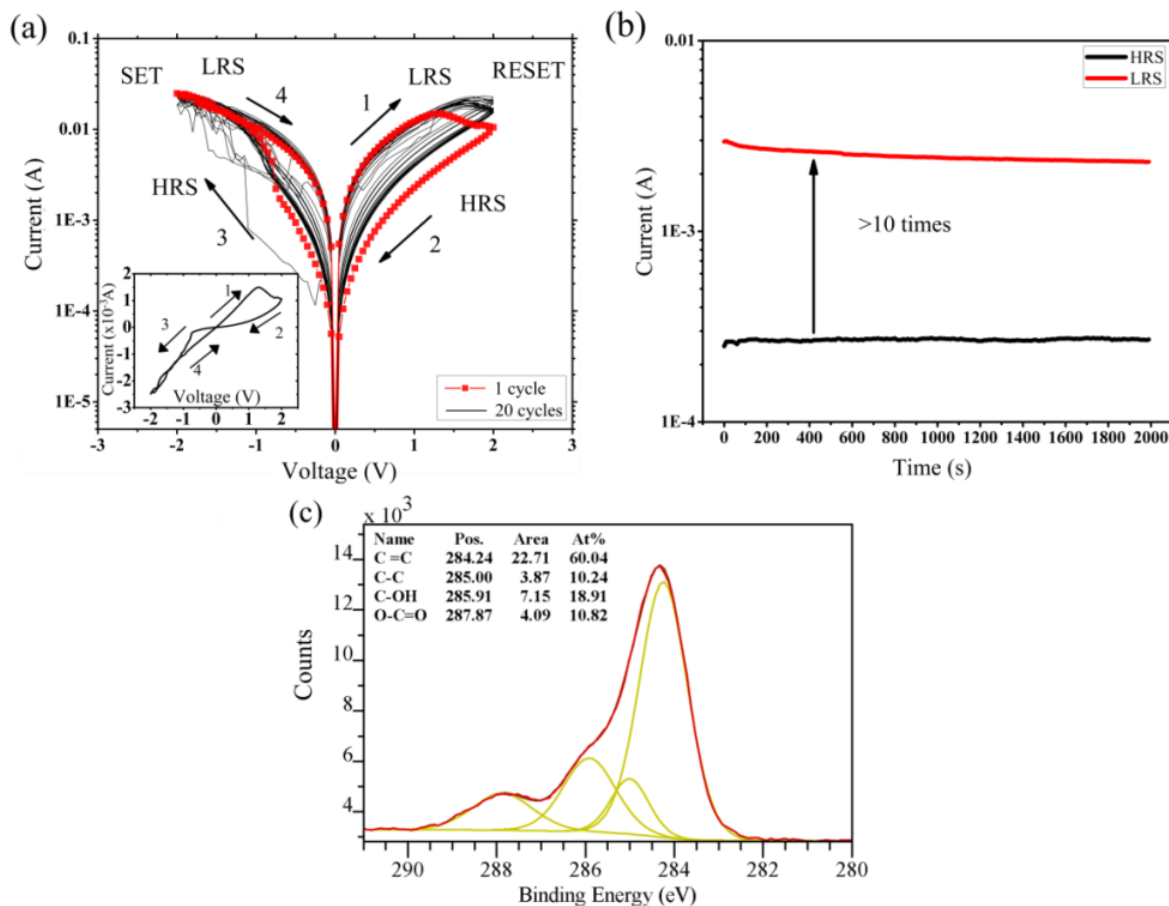 (a)
0.1
0.01
1E-3
1E-4
1E-5
Current (A)
SET
LRS
4
1
LRS
RESET
HRS
3
HRS
2
2
1
0
-1
-2
-3
Current (x10⁻³A)
1
2
3
4
Voltage (V)
-2 -1 0 1 2
1 cycle
20 cycles
-3 -2 -1 0 1 2 3
Voltage (V)
(b)
0.01
1E-3
1E-4
Current (A)
HRS
LRS
>10 times
0 200 400 600 800 1000 1200 1400 1600 1800 2000
Time (s)
(c)
x 10³
Name Pos. Area At%
C =C 284.24 22.71 60.04
C-C 285.00 3.87 10.24
C-OH 285.91 7.15 18.91
O-C=O 287.87 4.09 10.82
14
12
10
8
6
4
Counts
290 288 286 284 282 280
Binding Energy (eV)